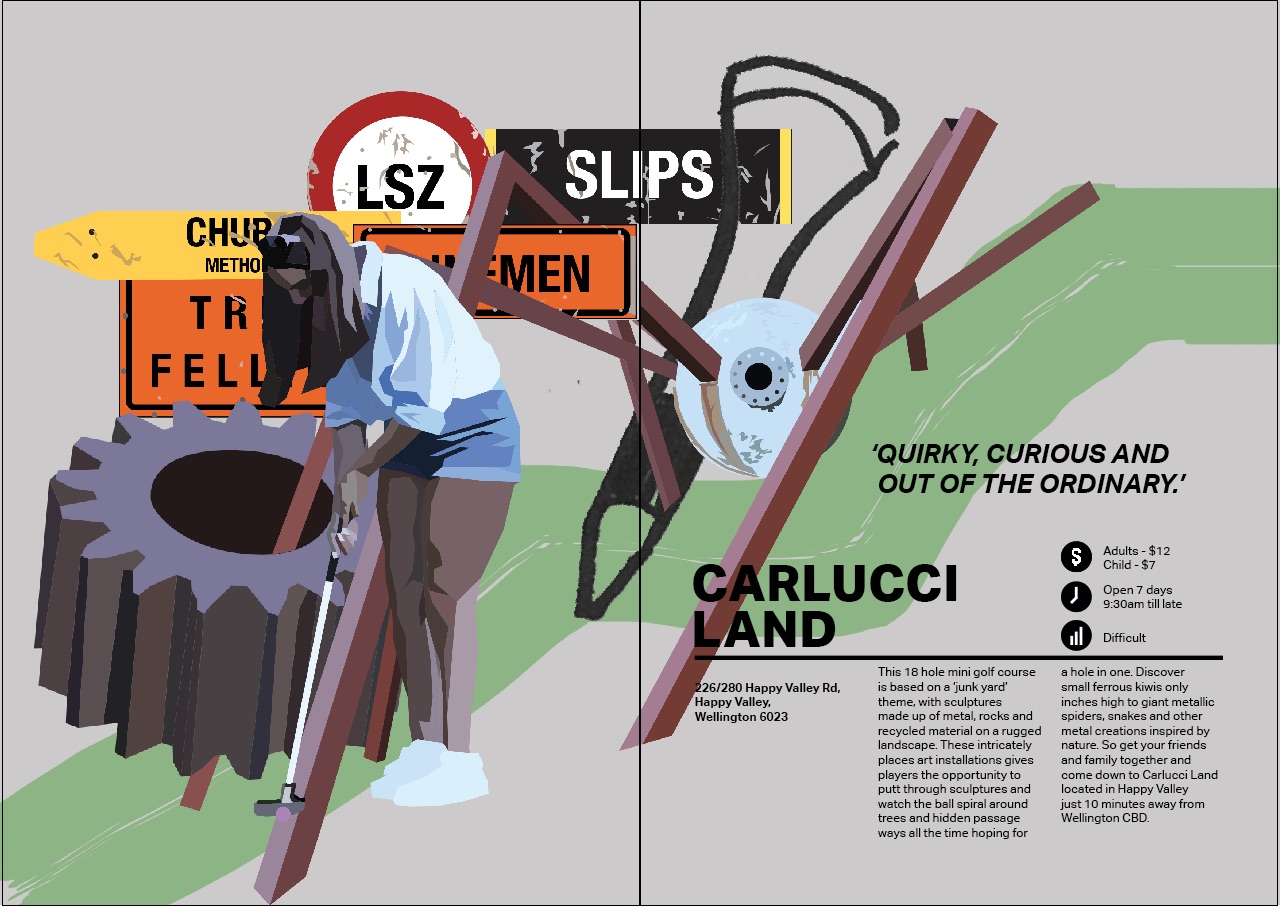 LSZ
SLIPS
CHUR
METHO
INEMEN
TR
FELL
‘QUIRKY, CURIOUS AND
OUT OF THE ORDINARY.’
$
Adults - $12
Child - $7
Open 7 days
9:30am till late
Difficult
CARLUCCI
LAND
226/280 Happy Valley Rd,
Happy Valley,
Wellington 6023
This 18 hole mini golf course
is based on a ‘junk yard’
theme, with sculptures
made up of metal, rocks and
recycled material on a rugged
landscape. These intricately
places art installations gives
players the opportunity to
putt through sculptures and
watch the ball spiral around
trees and hidden passage
ways all the time hoping for
a hole in one. Discover
small ferrous kiwis only
inches high to giant metallic
spiders, snakes and other
metal creations inspired by
nature. So get your friends
and family together and
come down to Carlucci Land
located in Happy Valley
just 10 minutes away from
Wellington CBD.